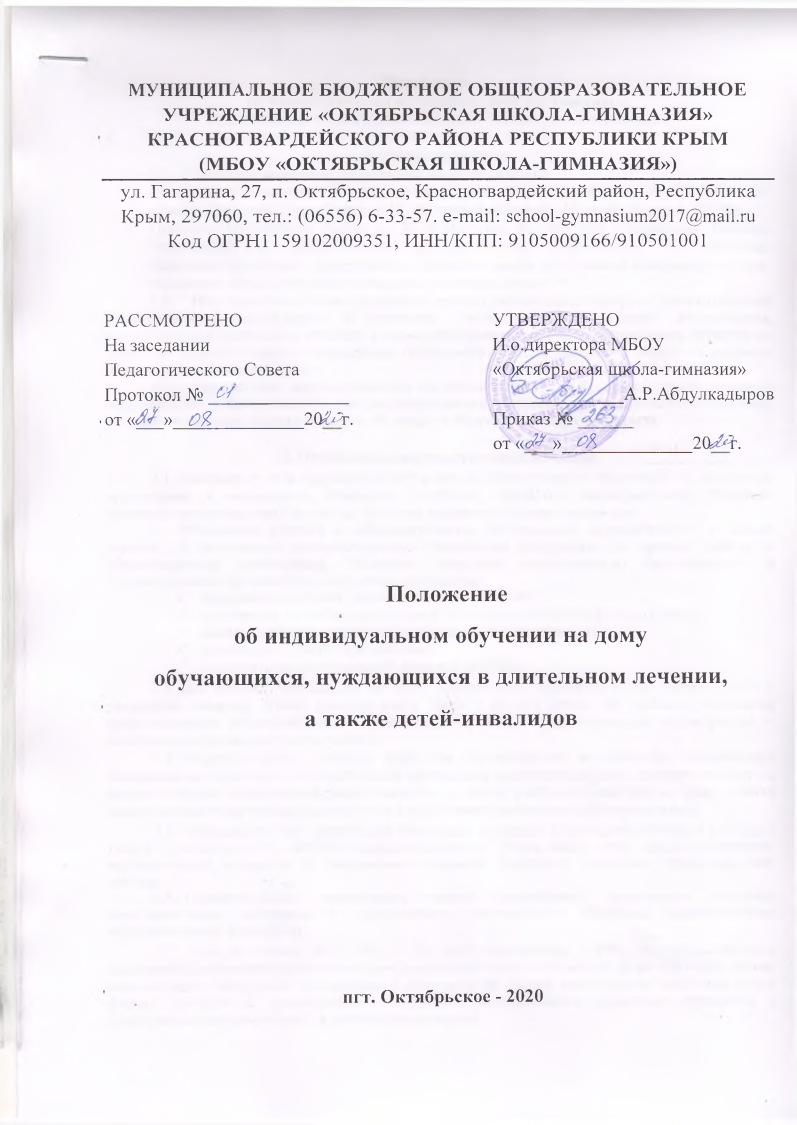 МУНИЦИПАЛЬНОЕ БЮДЖЕТНОЕ ОБЩЕОБРАЗОВАТЕЛЬНОЕ
УЧРЕЖДЕНИЕ «ОКТЯБРЬСКАЯ ШКОЛА-ГИМНАЗИЯ»
КРАСНОГВАРДЕЙСКОГО РАЙОНА РЕСПУБЛИКИ КРЫМ
(МБОУ «ОКТЯБРЬСКАЯ ШКОЛА-ГИМНАЗИЯ»)
ул. Гагарина, 27, п. Октябрьское, Красногвардейский район, Республика
Крым, 297060, тел.: (06556) 6-33-57. e-mail: school-gymnasium2017@mail.ru
Код ОГРН1159102009351, ИНН/КПП: 9105009166/910501001
РАССМОТРЕНО
На заседании
Педагогического Совета
Протокол № 01
от «27» 08 2020г.
УТВЕРЖДЕНО
И.о.директора МБОУ
«Октябрьская школа-гимназия»
А.Р.Абдулкадыров
Приказ № 263
от «27» 08 2020г.
Положение
об индивидуальном обучении на дому
обучающихся, нуждающихся в длительном лечении,
а также детей-инвалидов
пгт. Октябрьское - 2020